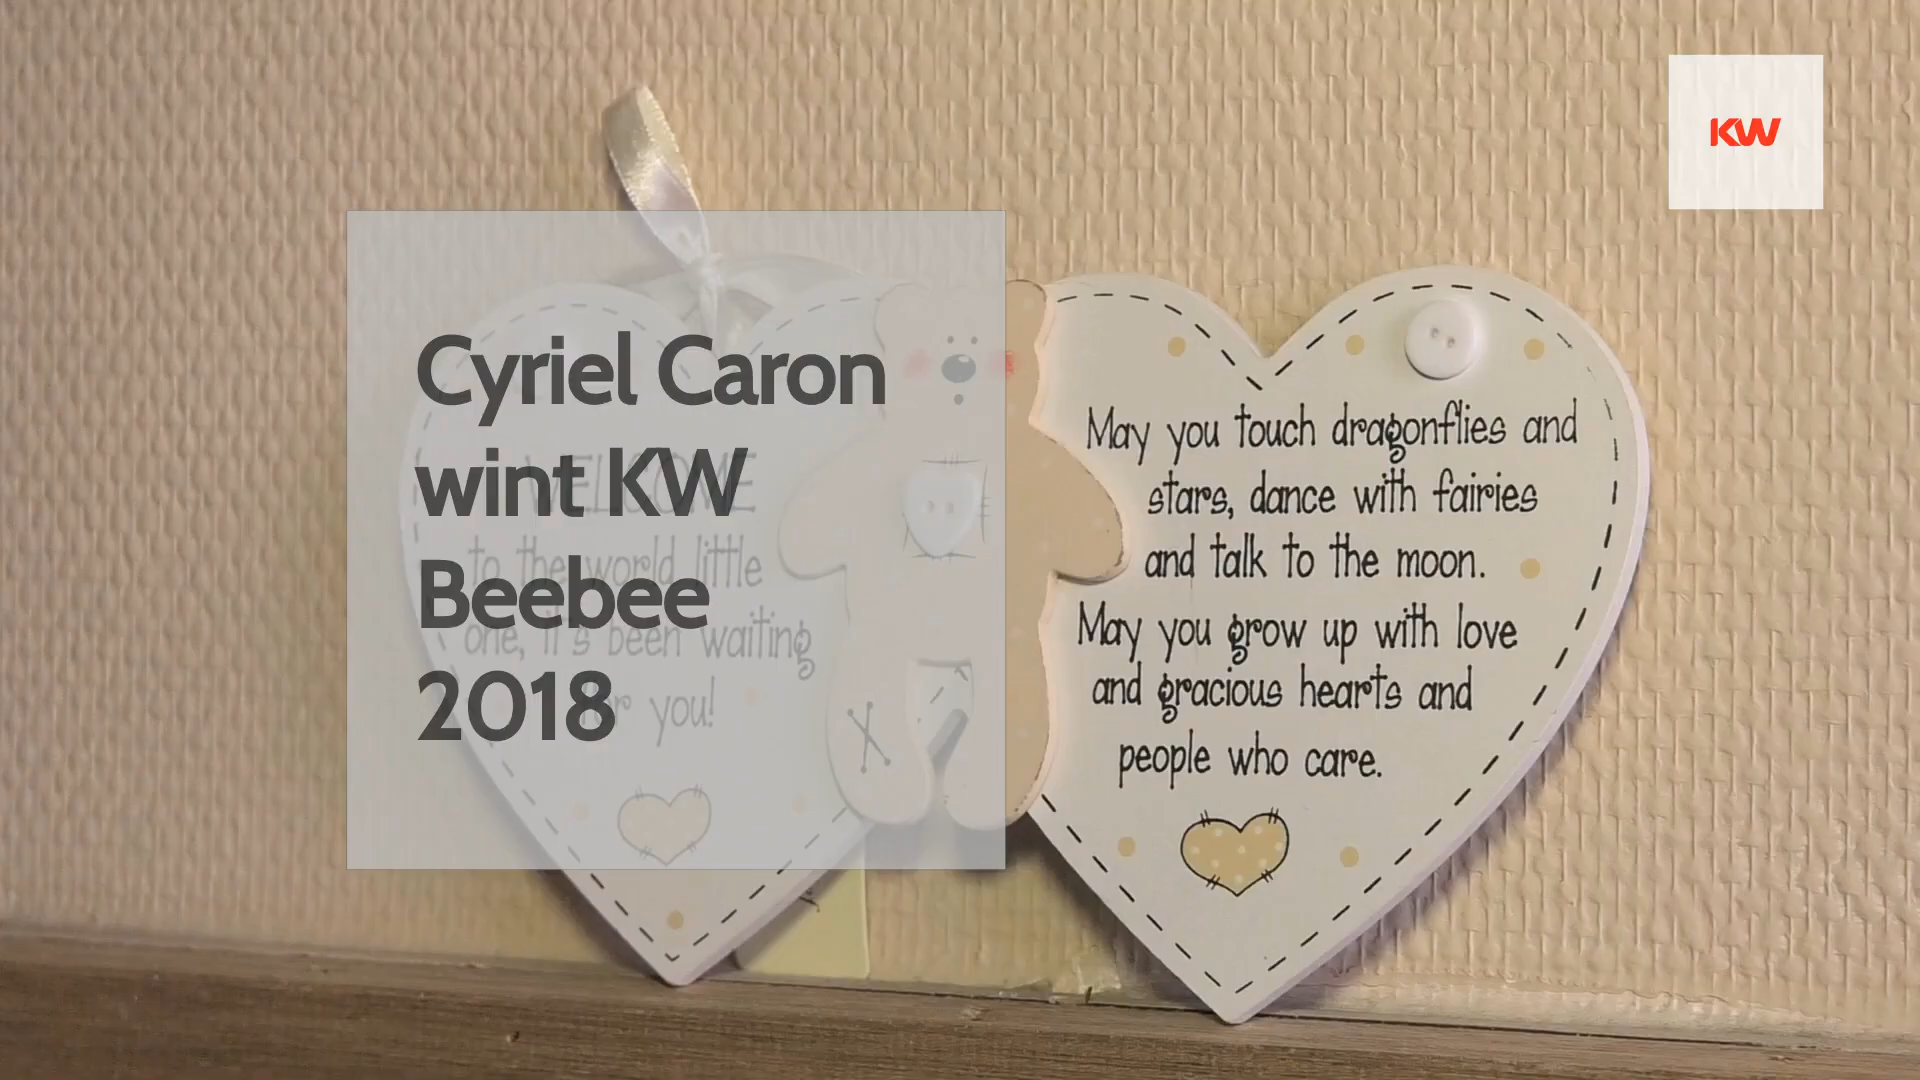 KW
Cyriel Caron
wint KW
Beebee
2018
WELCOME
to the world little
one, it's been waiting
for you!
May you touch dragonflies and
stars, dance with fairies
and talk to the moon.
May you grow up with love
and gracious hearts and
people who care.